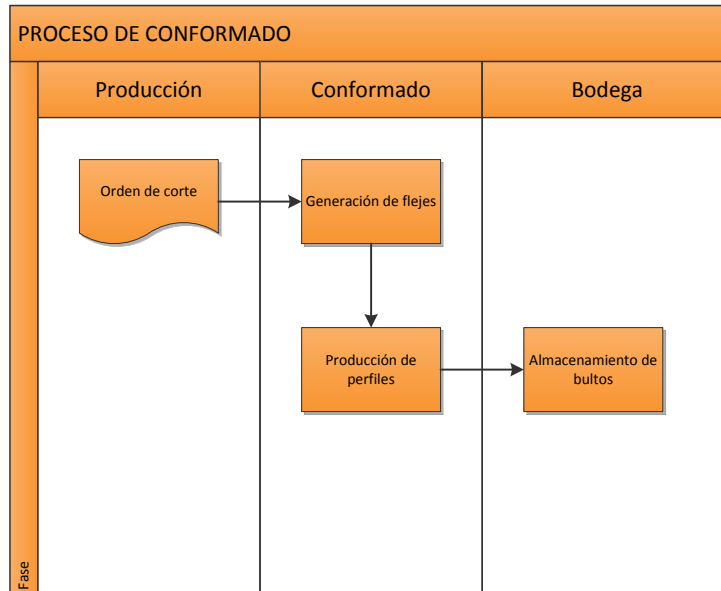 PROCESO DE CONFORMADO
Producción
Conformado
Bodega
Orden de corte
Generación de flejes
Producción de
perfiles
Almacenamiento de
bultos
Fase